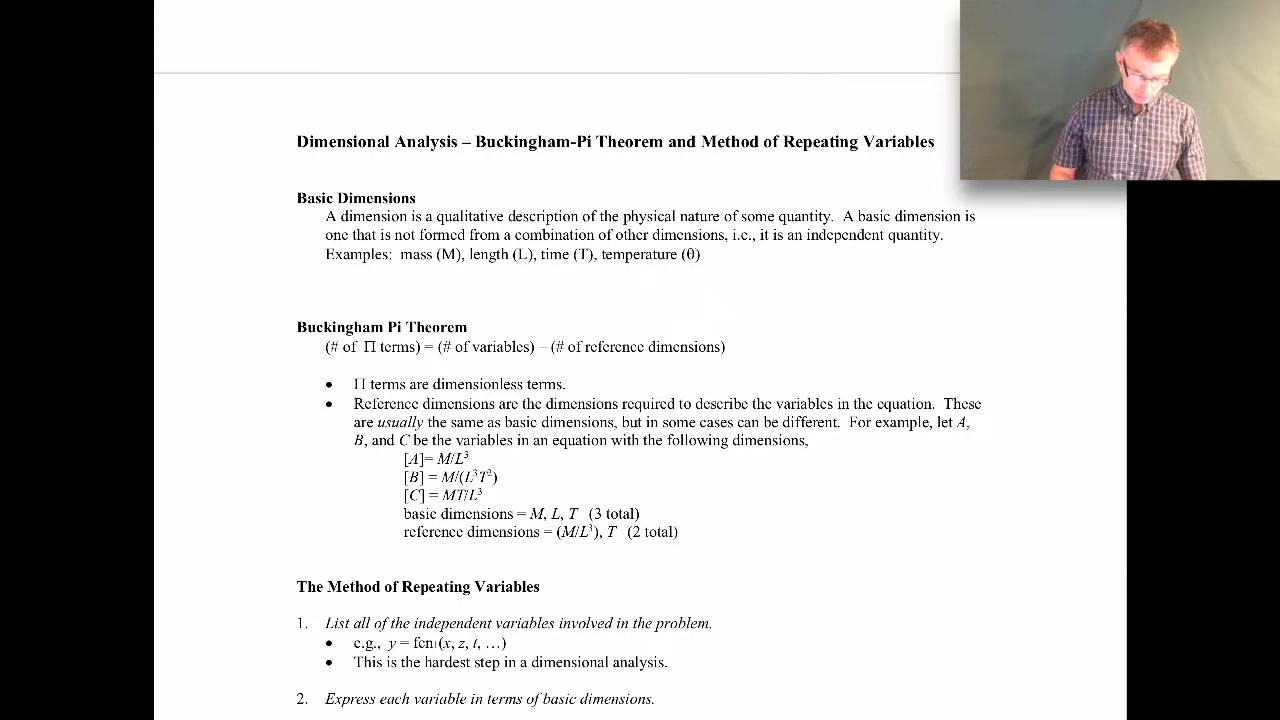 Dimensional Analysis – Buckingham-Pi Theorem and Method of Repeating Variables
Basic Dimensions
A dimension is a qualitative description of the physical nature of some quantity. A basic dimension is
one that is not formed from a combination of other dimensions, i.e., it is an independent quantity.
Examples: mass (M), length (L), time (T), temperature (θ)
Buckingham Pi Theorem
(# of Π terms) = (# of variables) – (# of reference dimensions)
• Π terms are dimensionless terms.
• Reference dimensions are the dimensions required to describe the variables in the equation. These
are usually the same as basic dimensions, but in some cases can be different. For example, let A,
B, and C be the variables in an equation with the following dimensions,
[A]= M/L³
[B] = M/(L³T²)
[C] = MT/L³
basic dimensions = M, L, T (3 total)
reference dimensions = (M/L³), T (2 total)
The Method of Repeating Variables
1. List all of the independent variables involved in the problem.
• e.g., y = fcn₁(x, z, t, …)
• This is the hardest step in a dimensional analysis.
2. Express each variable in terms of basic dimensions.